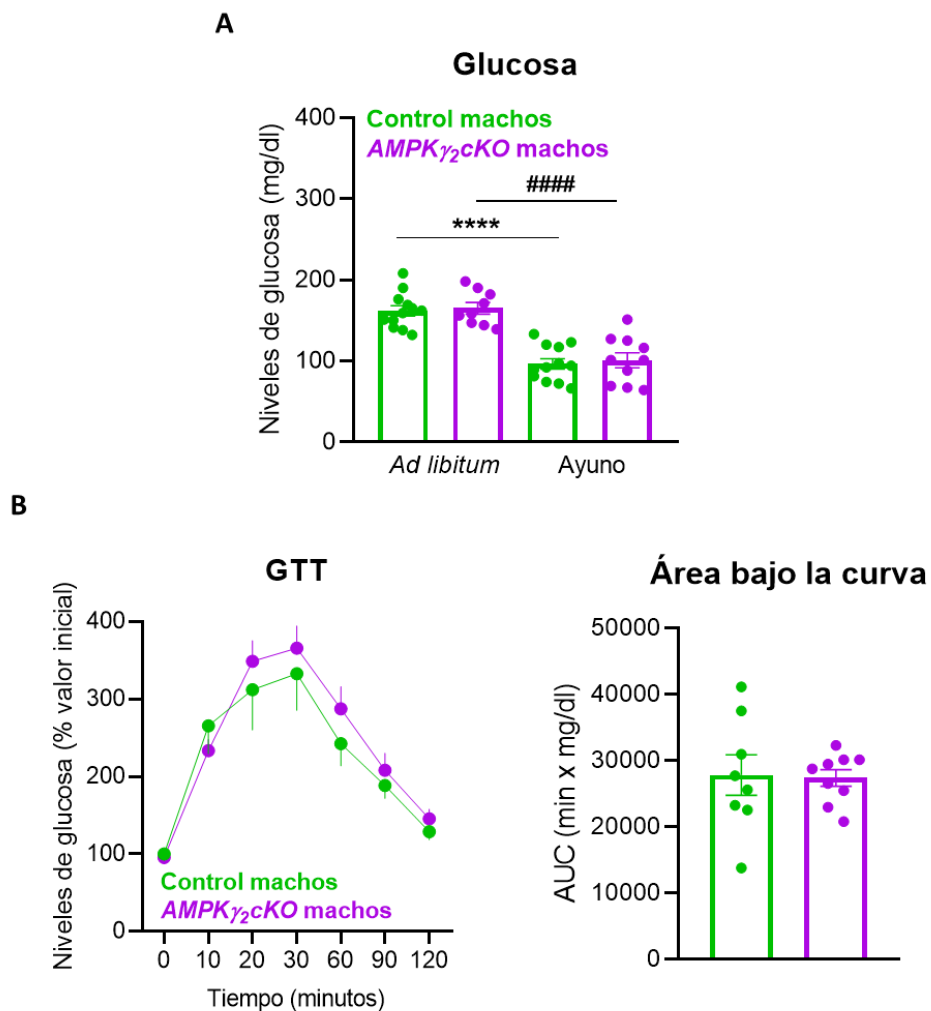 A
Glucosa
Niveles de glucosa (mg/dl)
400
300
200
100
0
Control machos
AMPKγ₂cKO machos
####
****
Ad libitum
Ayuno
B
GTT
Niveles de glucosa (% valor inicial)
400
300
200
100
0
Control machos
AMPKγ₂cKO machos
0 10 20 30 60 90 120
Tiempo (minutos)
Área bajo la curva
AUC (min x mg/dl)
50000
40000
30000
20000
10000
0